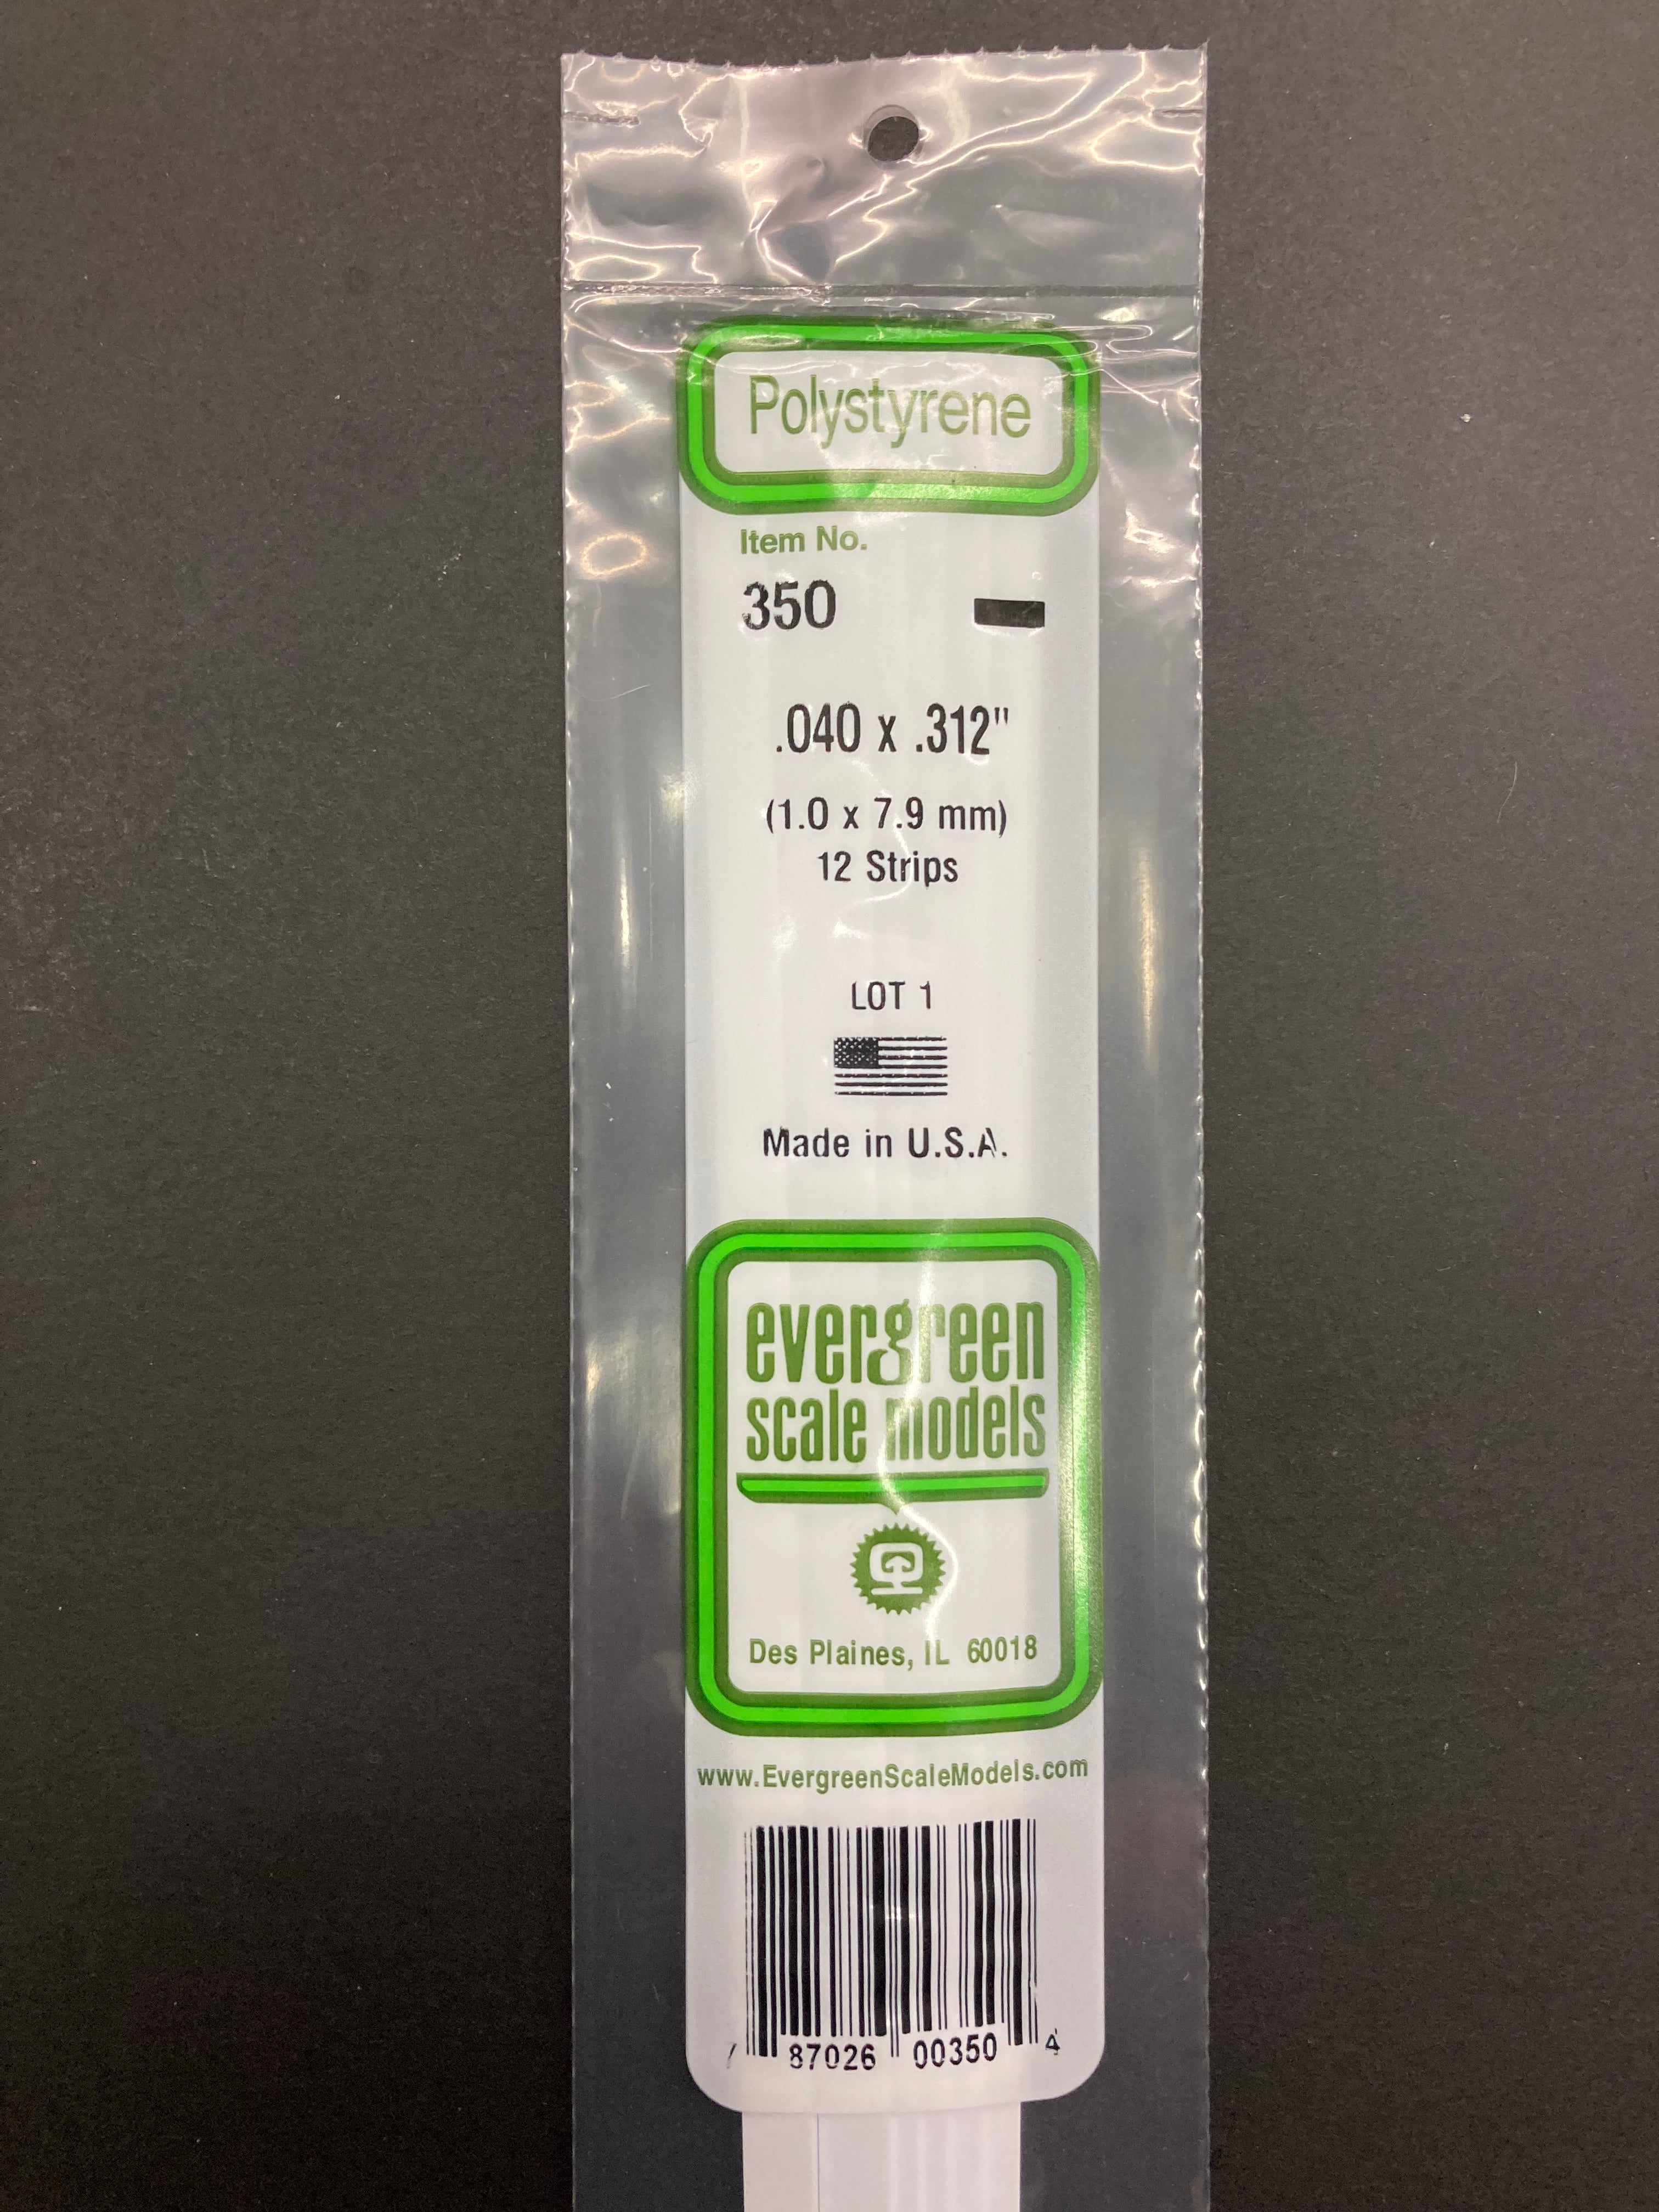 Polystyrene
Item No.
350
.040 x .312"
(1.0 x 7.9 mm)
12 Strips
LOT 1
Made in U.S.A.
evergreen
scale models
Des Plaines, IL 60018
www.EvergreenScaleModels.com
87026 00350 4